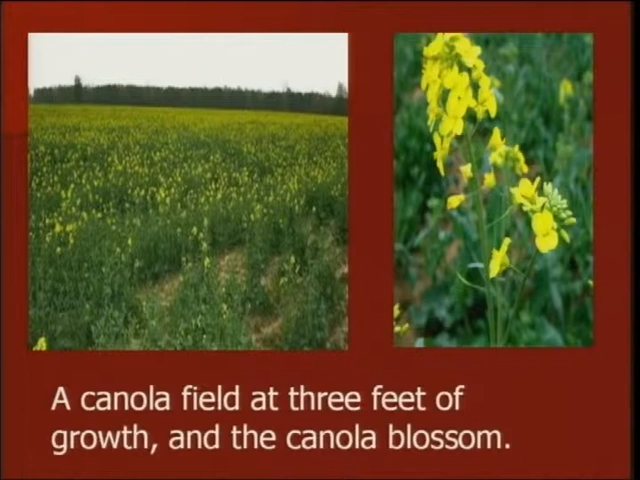 A canola field at three feet of
growth, and the canola blossom.